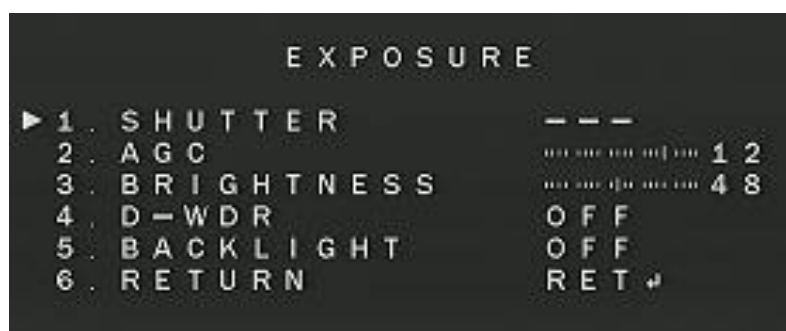 EXPOSURE
▶1. SHUTTER ---
2. AGC 12
3. BRIGHTNESS 48
4. D-WDR OFF
5. BACKLIGHT OFF
6. RETURN RET↲